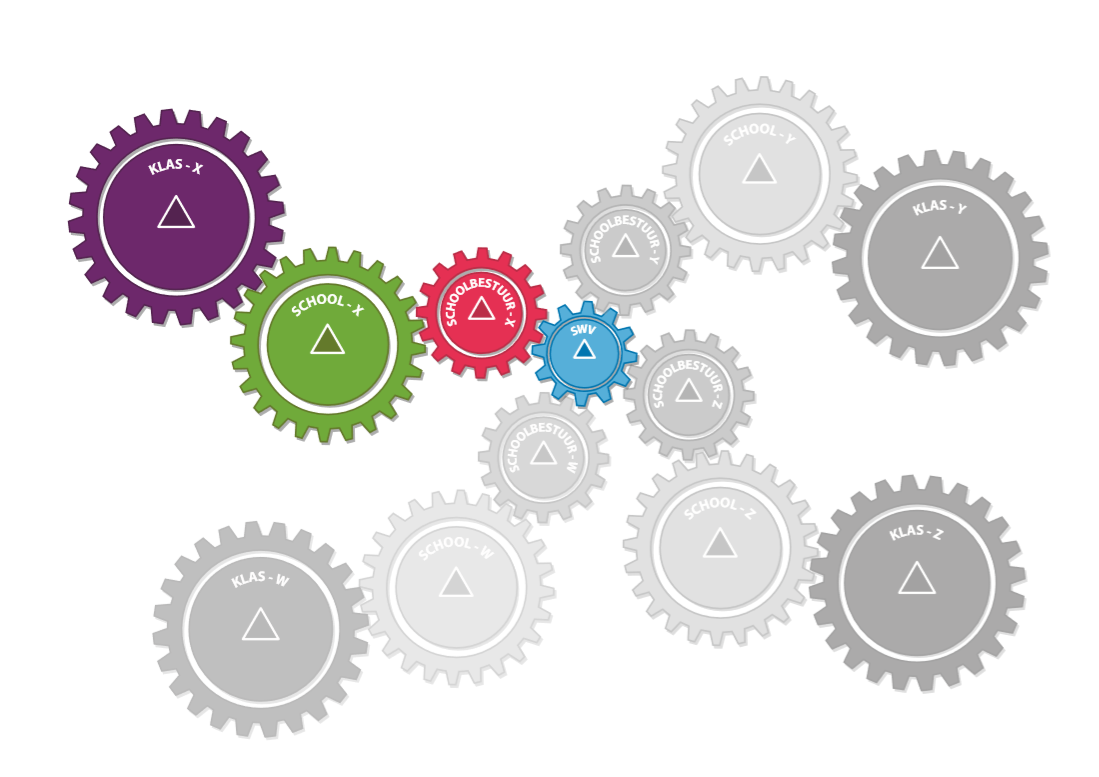 SCHOOL - Y
KLAS - X
KLAS - Y
SCHOOLBESTUUR - Y
SCHOOL - X
SCHOOLBESTUUR - X
SWV
SCHOOLBESTUUR - Z
SCHOOLBESTUUR - W
SCHOOL - Z
KLAS - Z
SCHOOL - W
KLAS - W